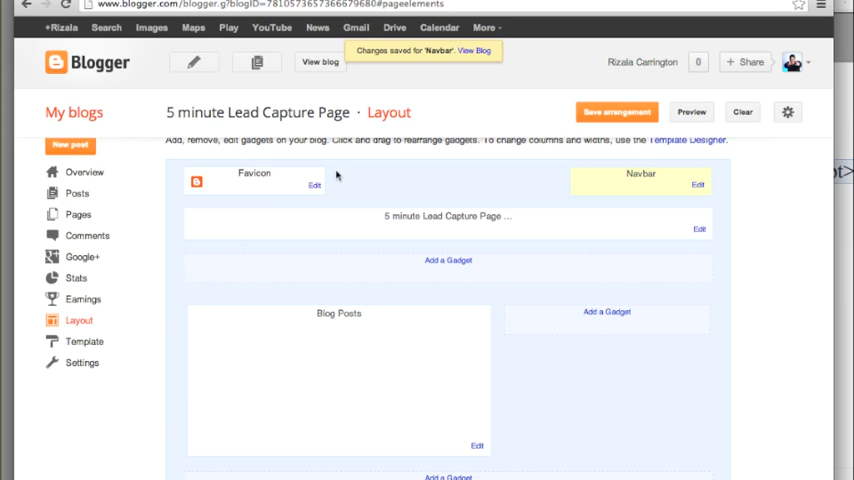 www.blogger.com/blogger.g?blogID=7810573657366679680#pageelements
+Rizala Search Images Maps Play YouTube News Gmail Drive Calendar More
Changes saved for 'Navbar'. View Blog
Blogger View blog Rizala Carrington 0 + Share
My blogs 5 minute Lead Capture Page · Layout Save arrangement Preview Clear
New post
Add, remove, edit gadgets on your blog. Click and drag to rearrange gadgets. To change columns and widths, use the Template Designer.
Overview
Posts
Pages
Comments
Google+
Stats
Earnings
Layout
Template
Settings
Favicon
Edit
Navbar
Edit
5 minute Lead Capture Page ...
Edit
Add a Gadget
Blog Posts
Edit
Add a Gadget
Add a Gadget